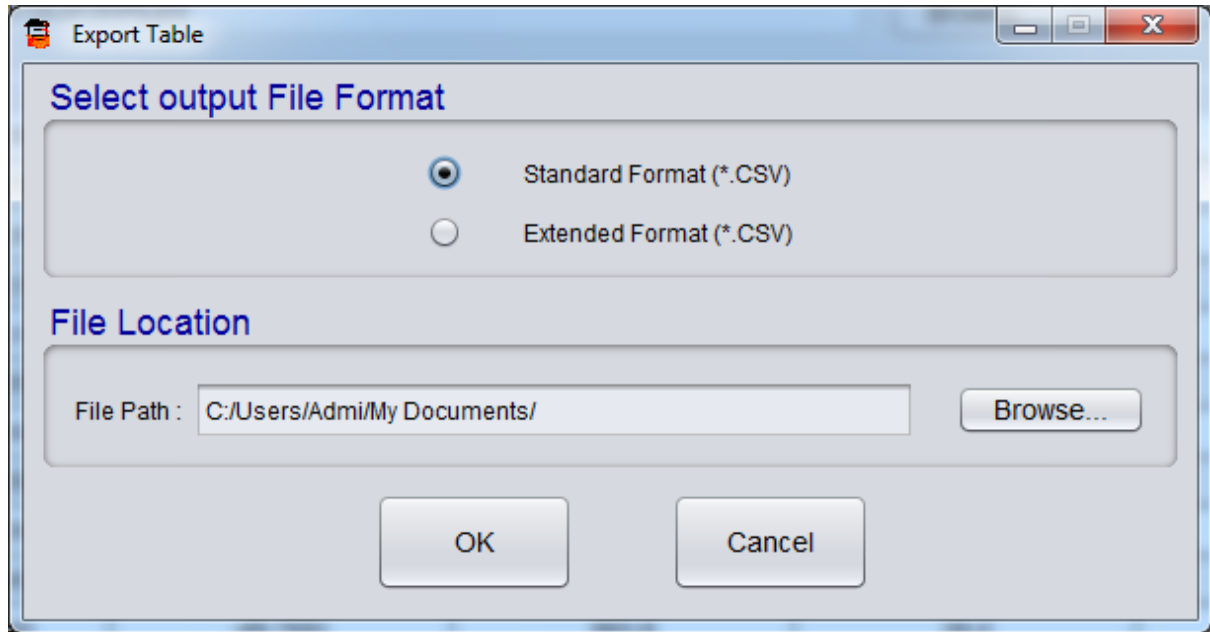 Export Table
Select output File Format
Standard Format (*.CSV)
Extended Format (*.CSV)
File Location
File Path : C:/Users/Admi/My Documents/ Browse...
OK Cancel